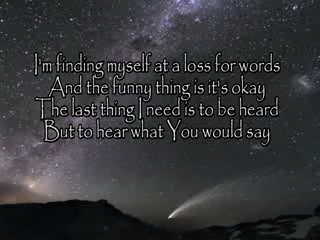 I'm finding myself at a loss for words
And the funny thing is it's okay
The last thing I need is to be heard
But to hear what You would say